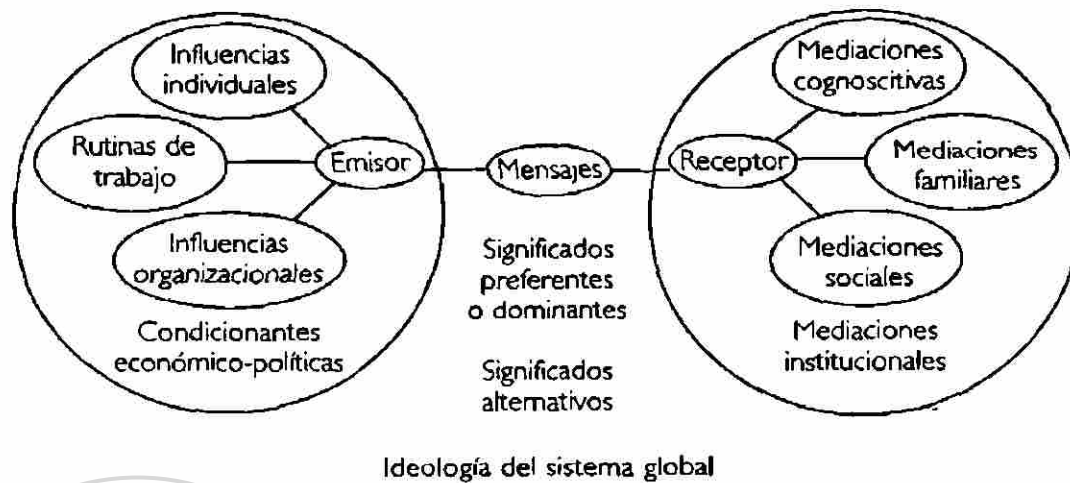 Influencias
individuales
Rutinas de
trabajo
Emisor
Influencias
organizacionales
Condicionantes
económico-políticas
Mensajes
Significados
preferentes
o dominantes
Significados
alternativos
Receptor
Mediaciones
cognoscitivas
Mediaciones
familiares
Mediaciones
sociales
Mediaciones
institucionales
Ideología del sistema global